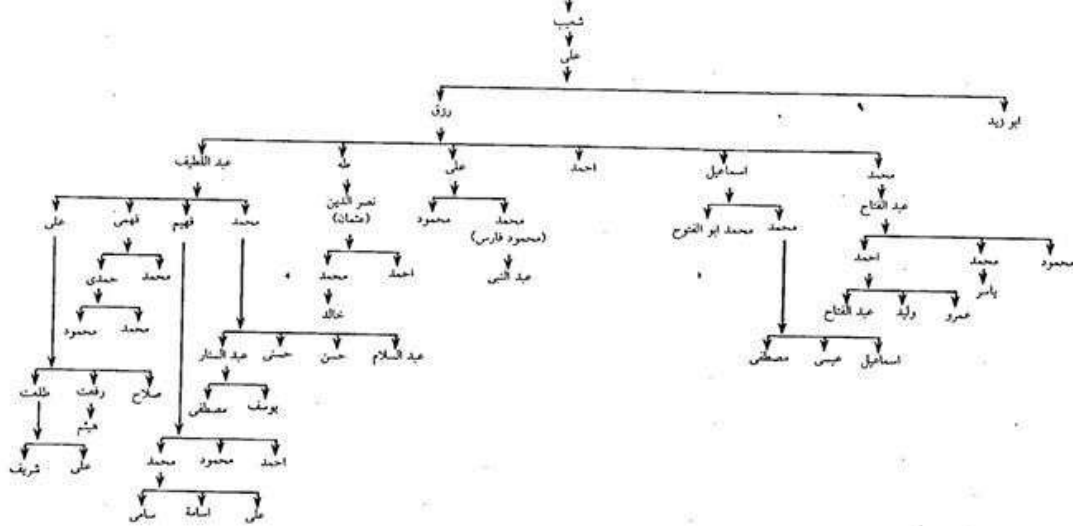 شعيب
على
ابو زيد
رزق
محمد
اسماعيل
احمد
على
طه
عبد اللطيف
عبد الفتاح
محمد
محمد ابو الفتوح
محمد
(محمود فارس)
محمود
نصر الدين
(عثمان)
محمد
فهيم
فهمى
على
محمود
محمد
احمد
عبد النبى
احمد
محمد
محمد
حمدى
ياسر
خالد
عمرو
وليد
عبد الفتاح
محمد
محمود
اسماعيل
عيسى
مصطفى
عبد السلام
حسن
حسنى
عبد الستار
صلاح
رفعت
طلعت
يوسف
مصطفى
هيثم
احمد
محمود
محمد
على
شريف
على
اسامة
سامى